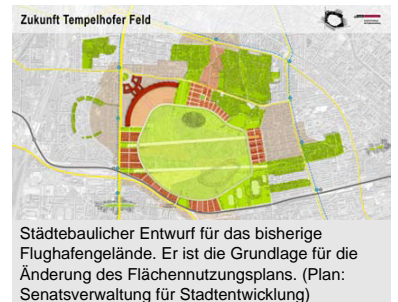 Zukunft Tempelhofer Feld
Städtebaulicher Entwurf für das bisherige
Flughafengelände. Er ist die Grundlage für die
Änderung des Flächennutzungsplans. (Plan:
Senatsverwaltung für Stadtentwicklung)